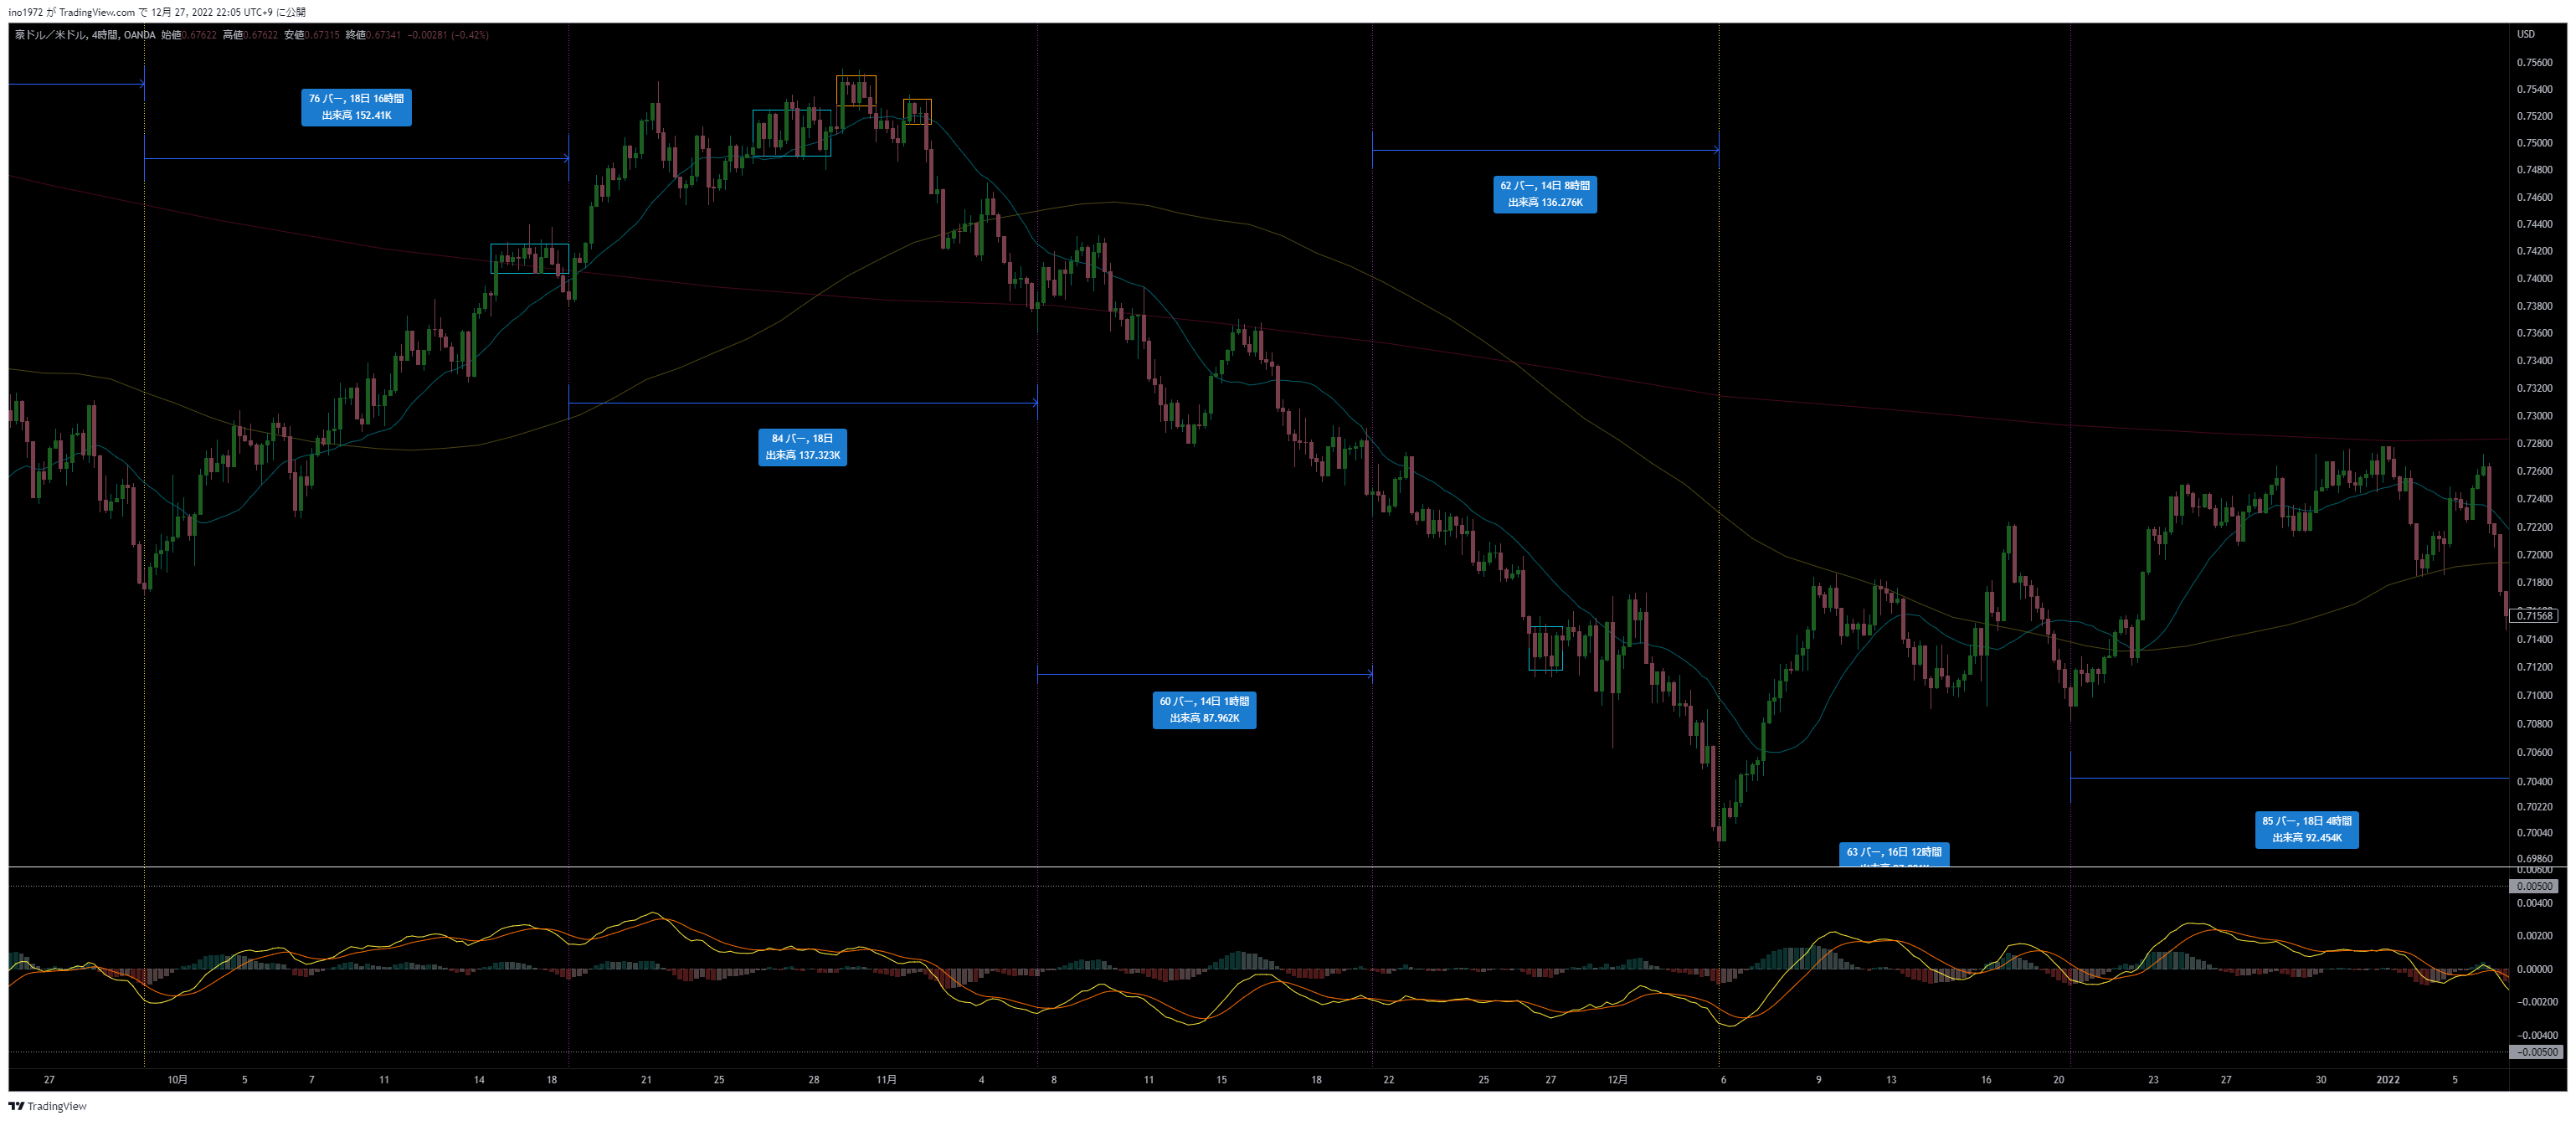 ino1972 が TradingView.com で 12月 27, 2022 22:05 UTC+9 に公開
豪ドル／米ドル, 4時間, OANDA 始値0.67622 高値0.67622 安値0.67315 終値0.67341 −0.00281 (−0.42%)
USD
76 バー, 18日 16時間
出来高 152.41K
84 バー, 18日
出来高 137.323K
60 バー, 14日 1時間
出来高 87.962K
62 バー, 14日 8時間
出来高 136.276K
63 バー, 16日 12時間
85 バー, 18日 4時間
出来高 92.454K
0.75600
0.75400
0.75200
0.75000
0.74800
0.74600
0.74400
0.74200
0.74000
0.73800
0.73600
0.73400
0.73200
0.73000
0.72800
0.72600
0.72400
0.72200
0.72000
0.71800
0.71568
0.71400
0.71200
0.71000
0.70800
0.70600
0.70400
0.70220
0.70040
0.69860
0.00600
0.00500
0.00400
0.00200
0.00000
−0.00200
−0.00400
−0.00500
27 10月 5 7 11 14 18 21 25 28 11月 4 8 11 15 18 22 25 27 12月 6 9 13 16 20 23 27 30 2022 5
TradingView